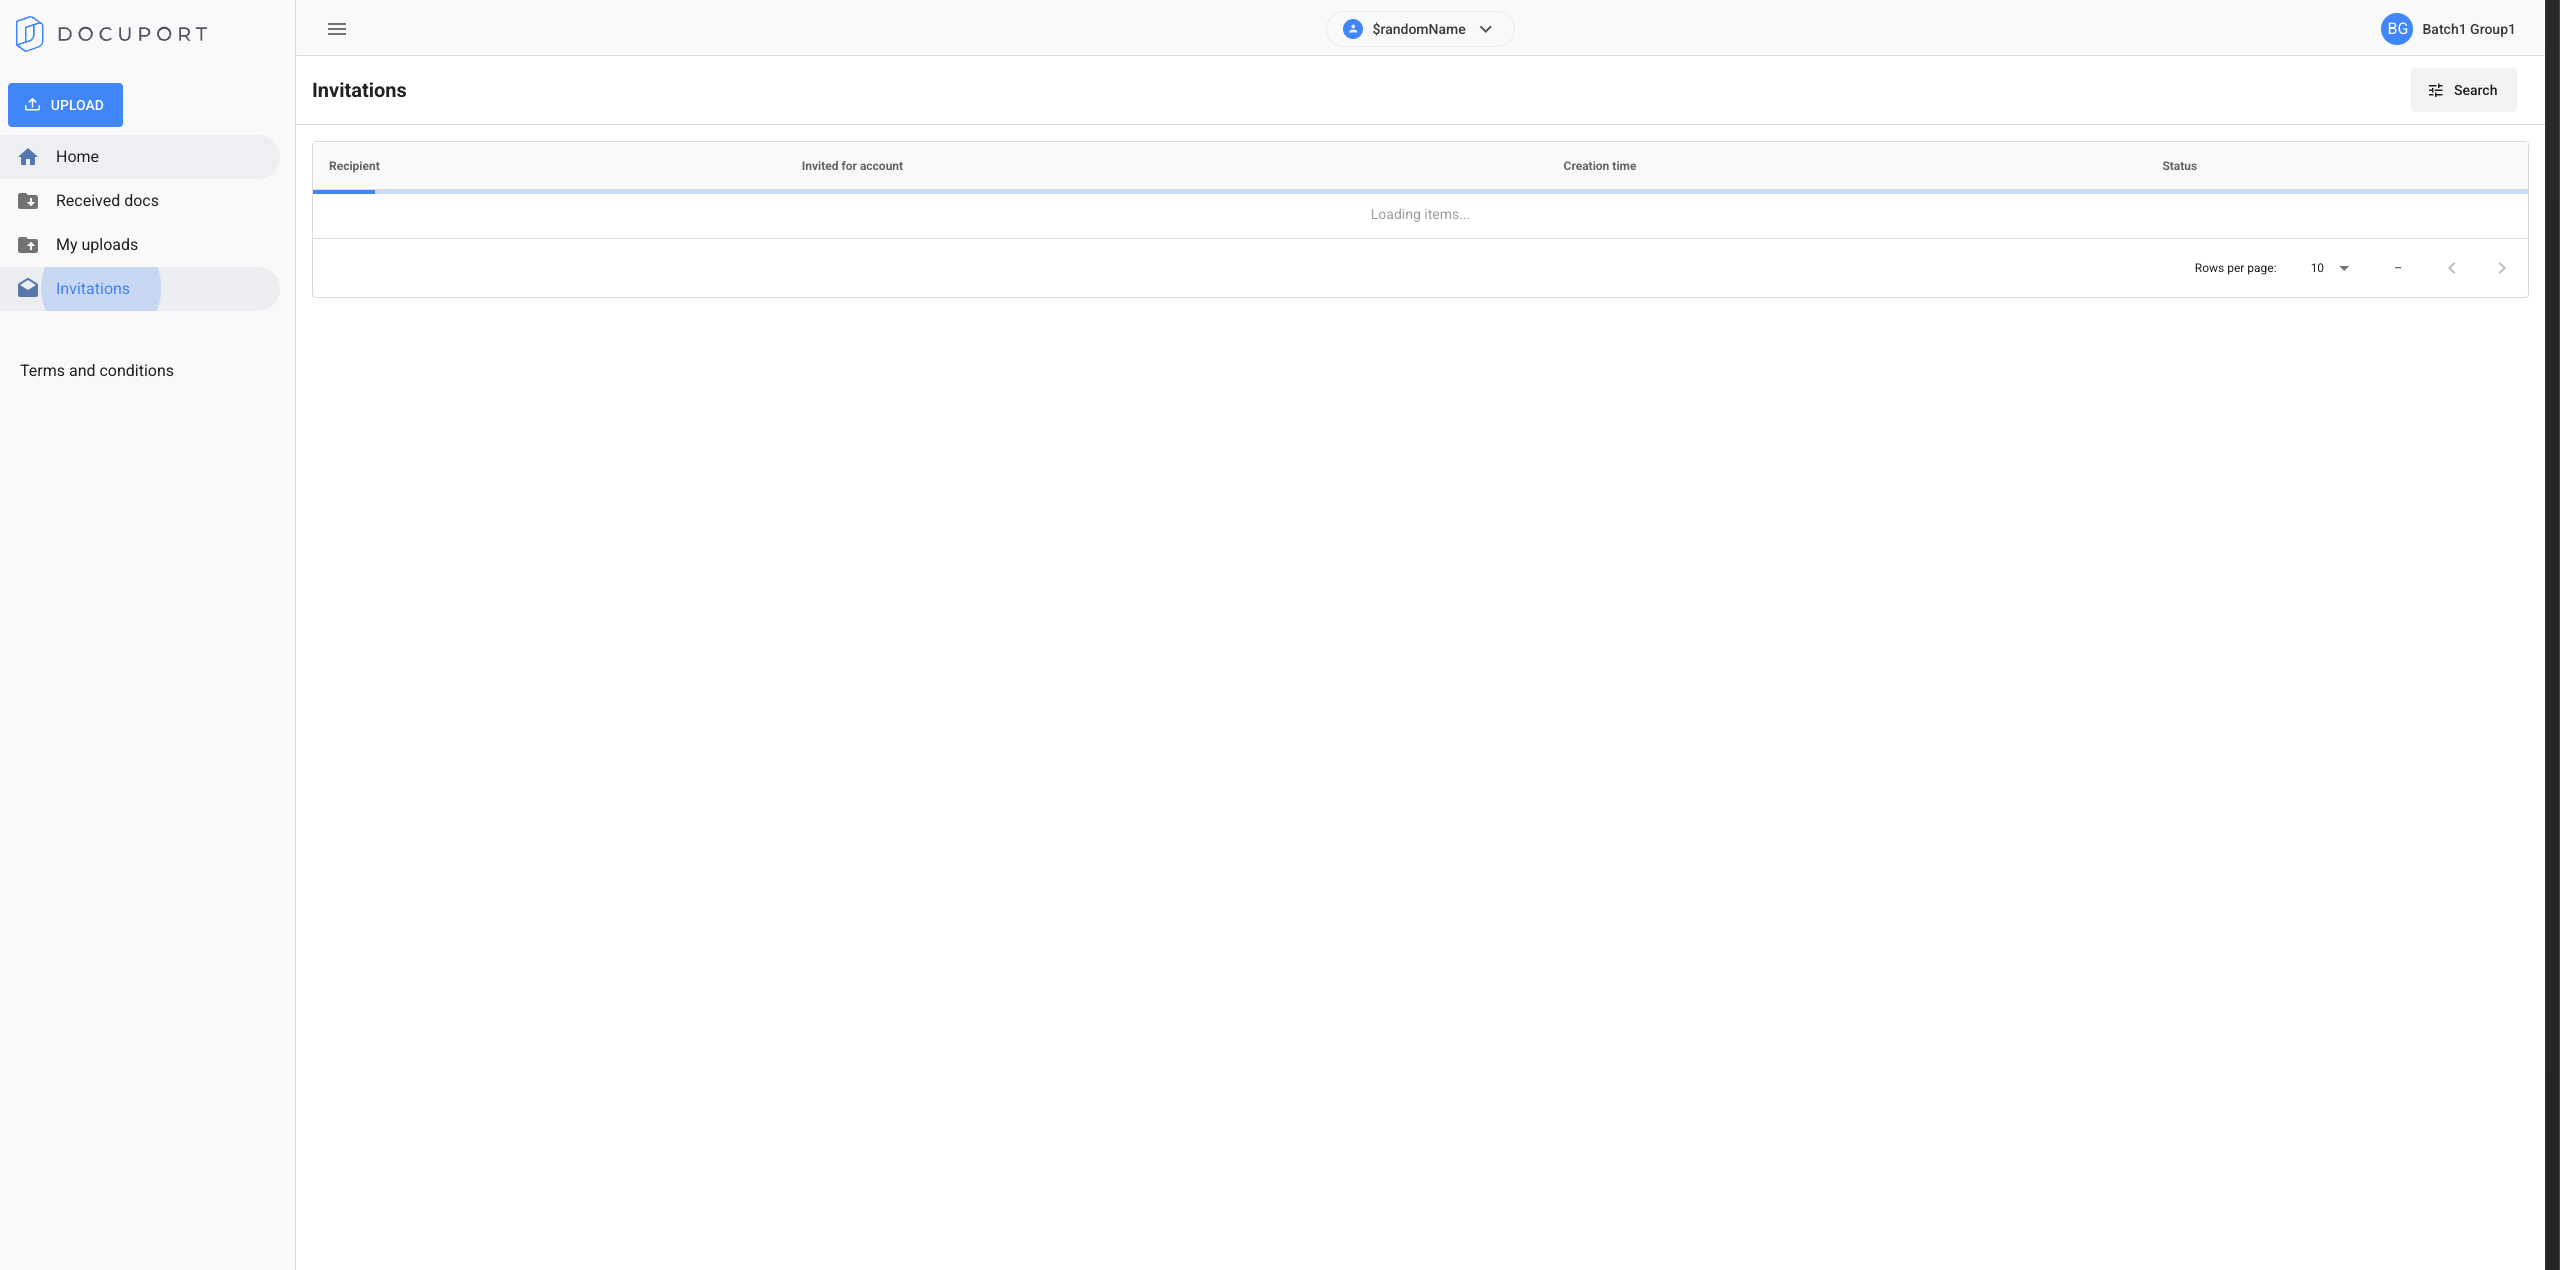 DOCUPORT
$randomName
BG Batch1 Group1
UPLOAD
Home
Received docs
My uploads
Invitations
Terms and conditions
Invitations
Search
Recipient Invited for account Creation time Status
Loading items...
Rows per page: 10 –